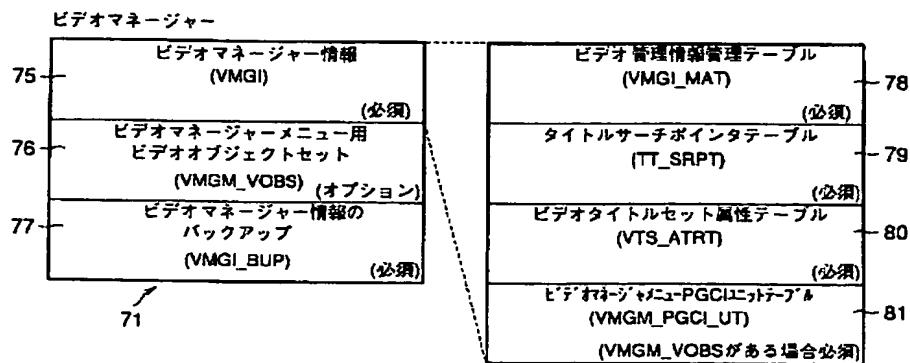 ビデオマネージャー
75
ビデオマネージャー情報
(VMGI)
(必須)
76
ビデオマネージャーメニュー用
ビデオオブジェクトセット
(VMGM_VOBS)
(オプション)
77
ビデオマネージャー情報の
バックアップ
(VMGI_BUP)
(必須)
71
ビデオ管理情報管理テーブル
(VMGI_MAT)
(必須)
78
タイトルサーチポインタテーブル
(TT_SRPT)
(必須)
79
ビデオタイトルセット属性テーブル
(VTS_ATRT)
(必須)
80
ビデオマネージャメニューPGCIユニットテーブル
(VMGM_PGCI_UT)
(VMGM_VOBSがある場合必須)
81